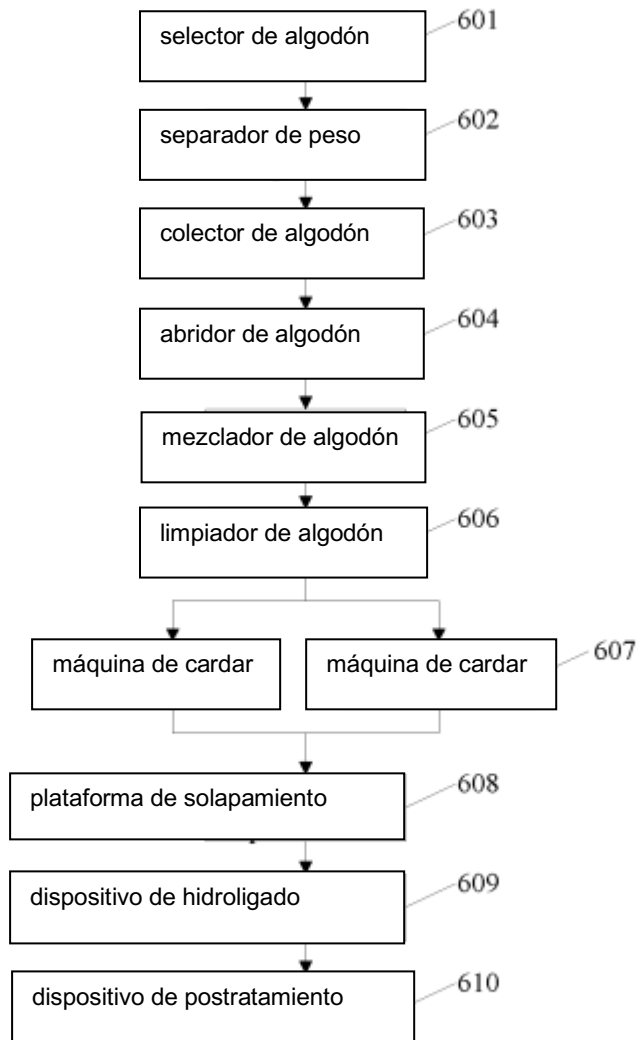 selector de algodón
601
separador de peso
602
colector de algodón
603
abridor de algodón
604
mezclador de algodón
605
limpiador de algodón
606
máquina de cardar
máquina de cardar
607
plataforma de solapamiento
608
dispositivo de hidroligado
609
dispositivo de postratamiento
610